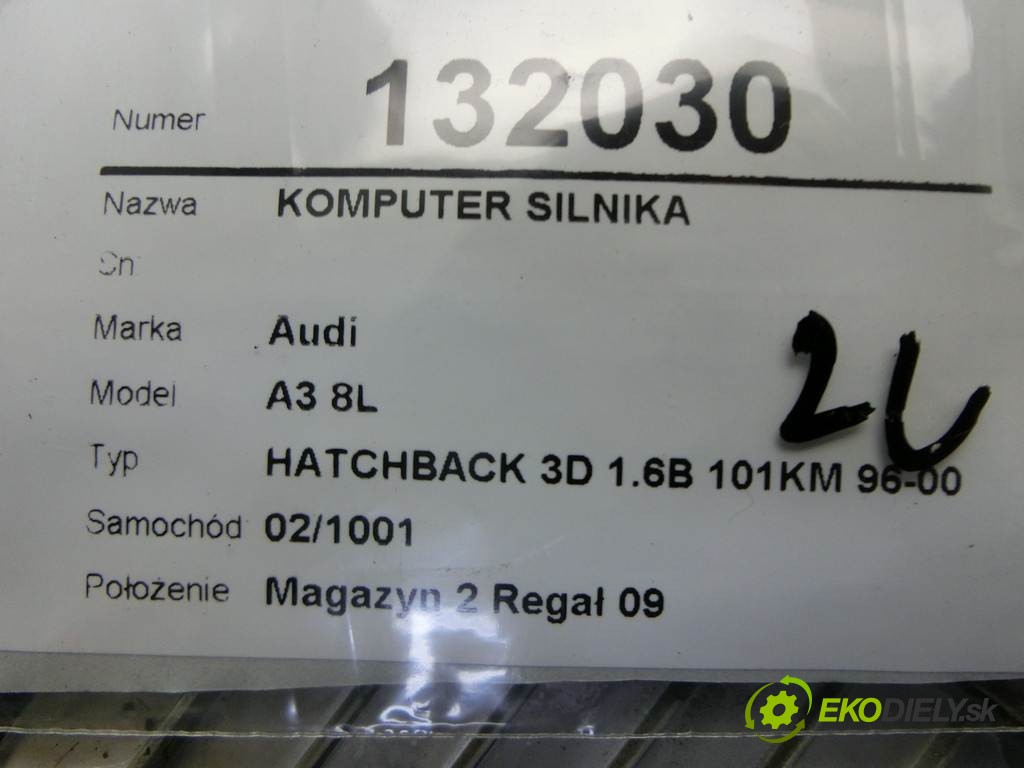 Numer 132030
Nazwa KOMPUTER SILNIKA
Cn
Marka Audi
Model A3 8L
Typ HATCHBACK 3D 1.6B 101KM 96-00
Samochód 02/1001
Położenie Magazyn 2 Regał 09
EKODIELY.sk